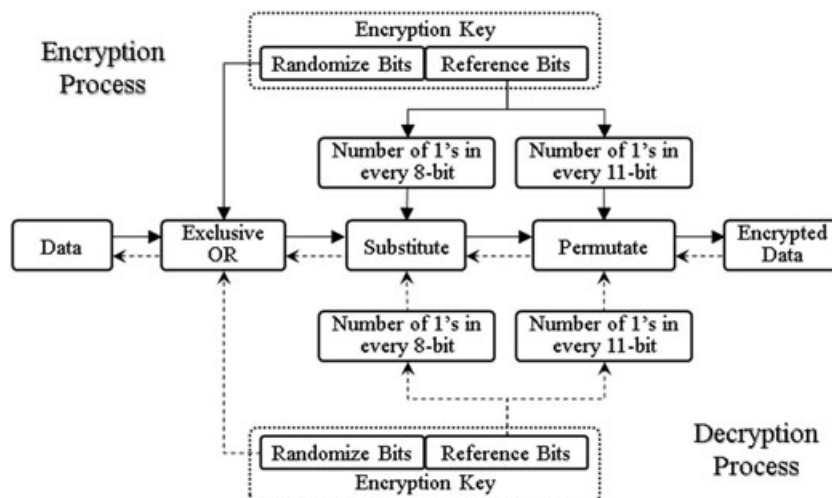 Encryption Key
Encryption
Process
Randomize Bits
Reference Bits
Number of 1's in
every 8-bit
Number of 1's in
every 11-bit
Data
Exclusive
OR
Substitute
Permutate
Encrypted
Data
Number of 1's in
every 8-bit
Number of 1's in
every 11-bit
Randomize Bits
Reference Bits
Encryption Key
Decryption
Process